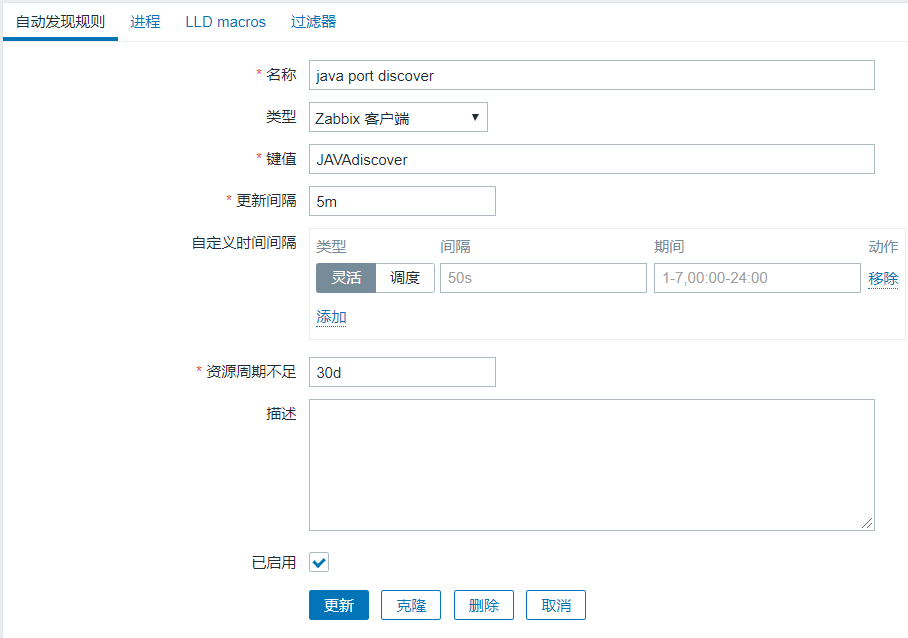 自动发现规则 进程 LLD macros 过滤器
* 名称 java port discover
类型 Zabbix 客户端
* 键值 JAVAdiscover
* 更新间隔 5m
自定义时间间隔 类型 间隔 期间 动作
灵活 调度 50s 1-7,00:00-24:00 移除
添加
* 资源周期不足 30d
描述
已启用
更新 克隆 删除 取消